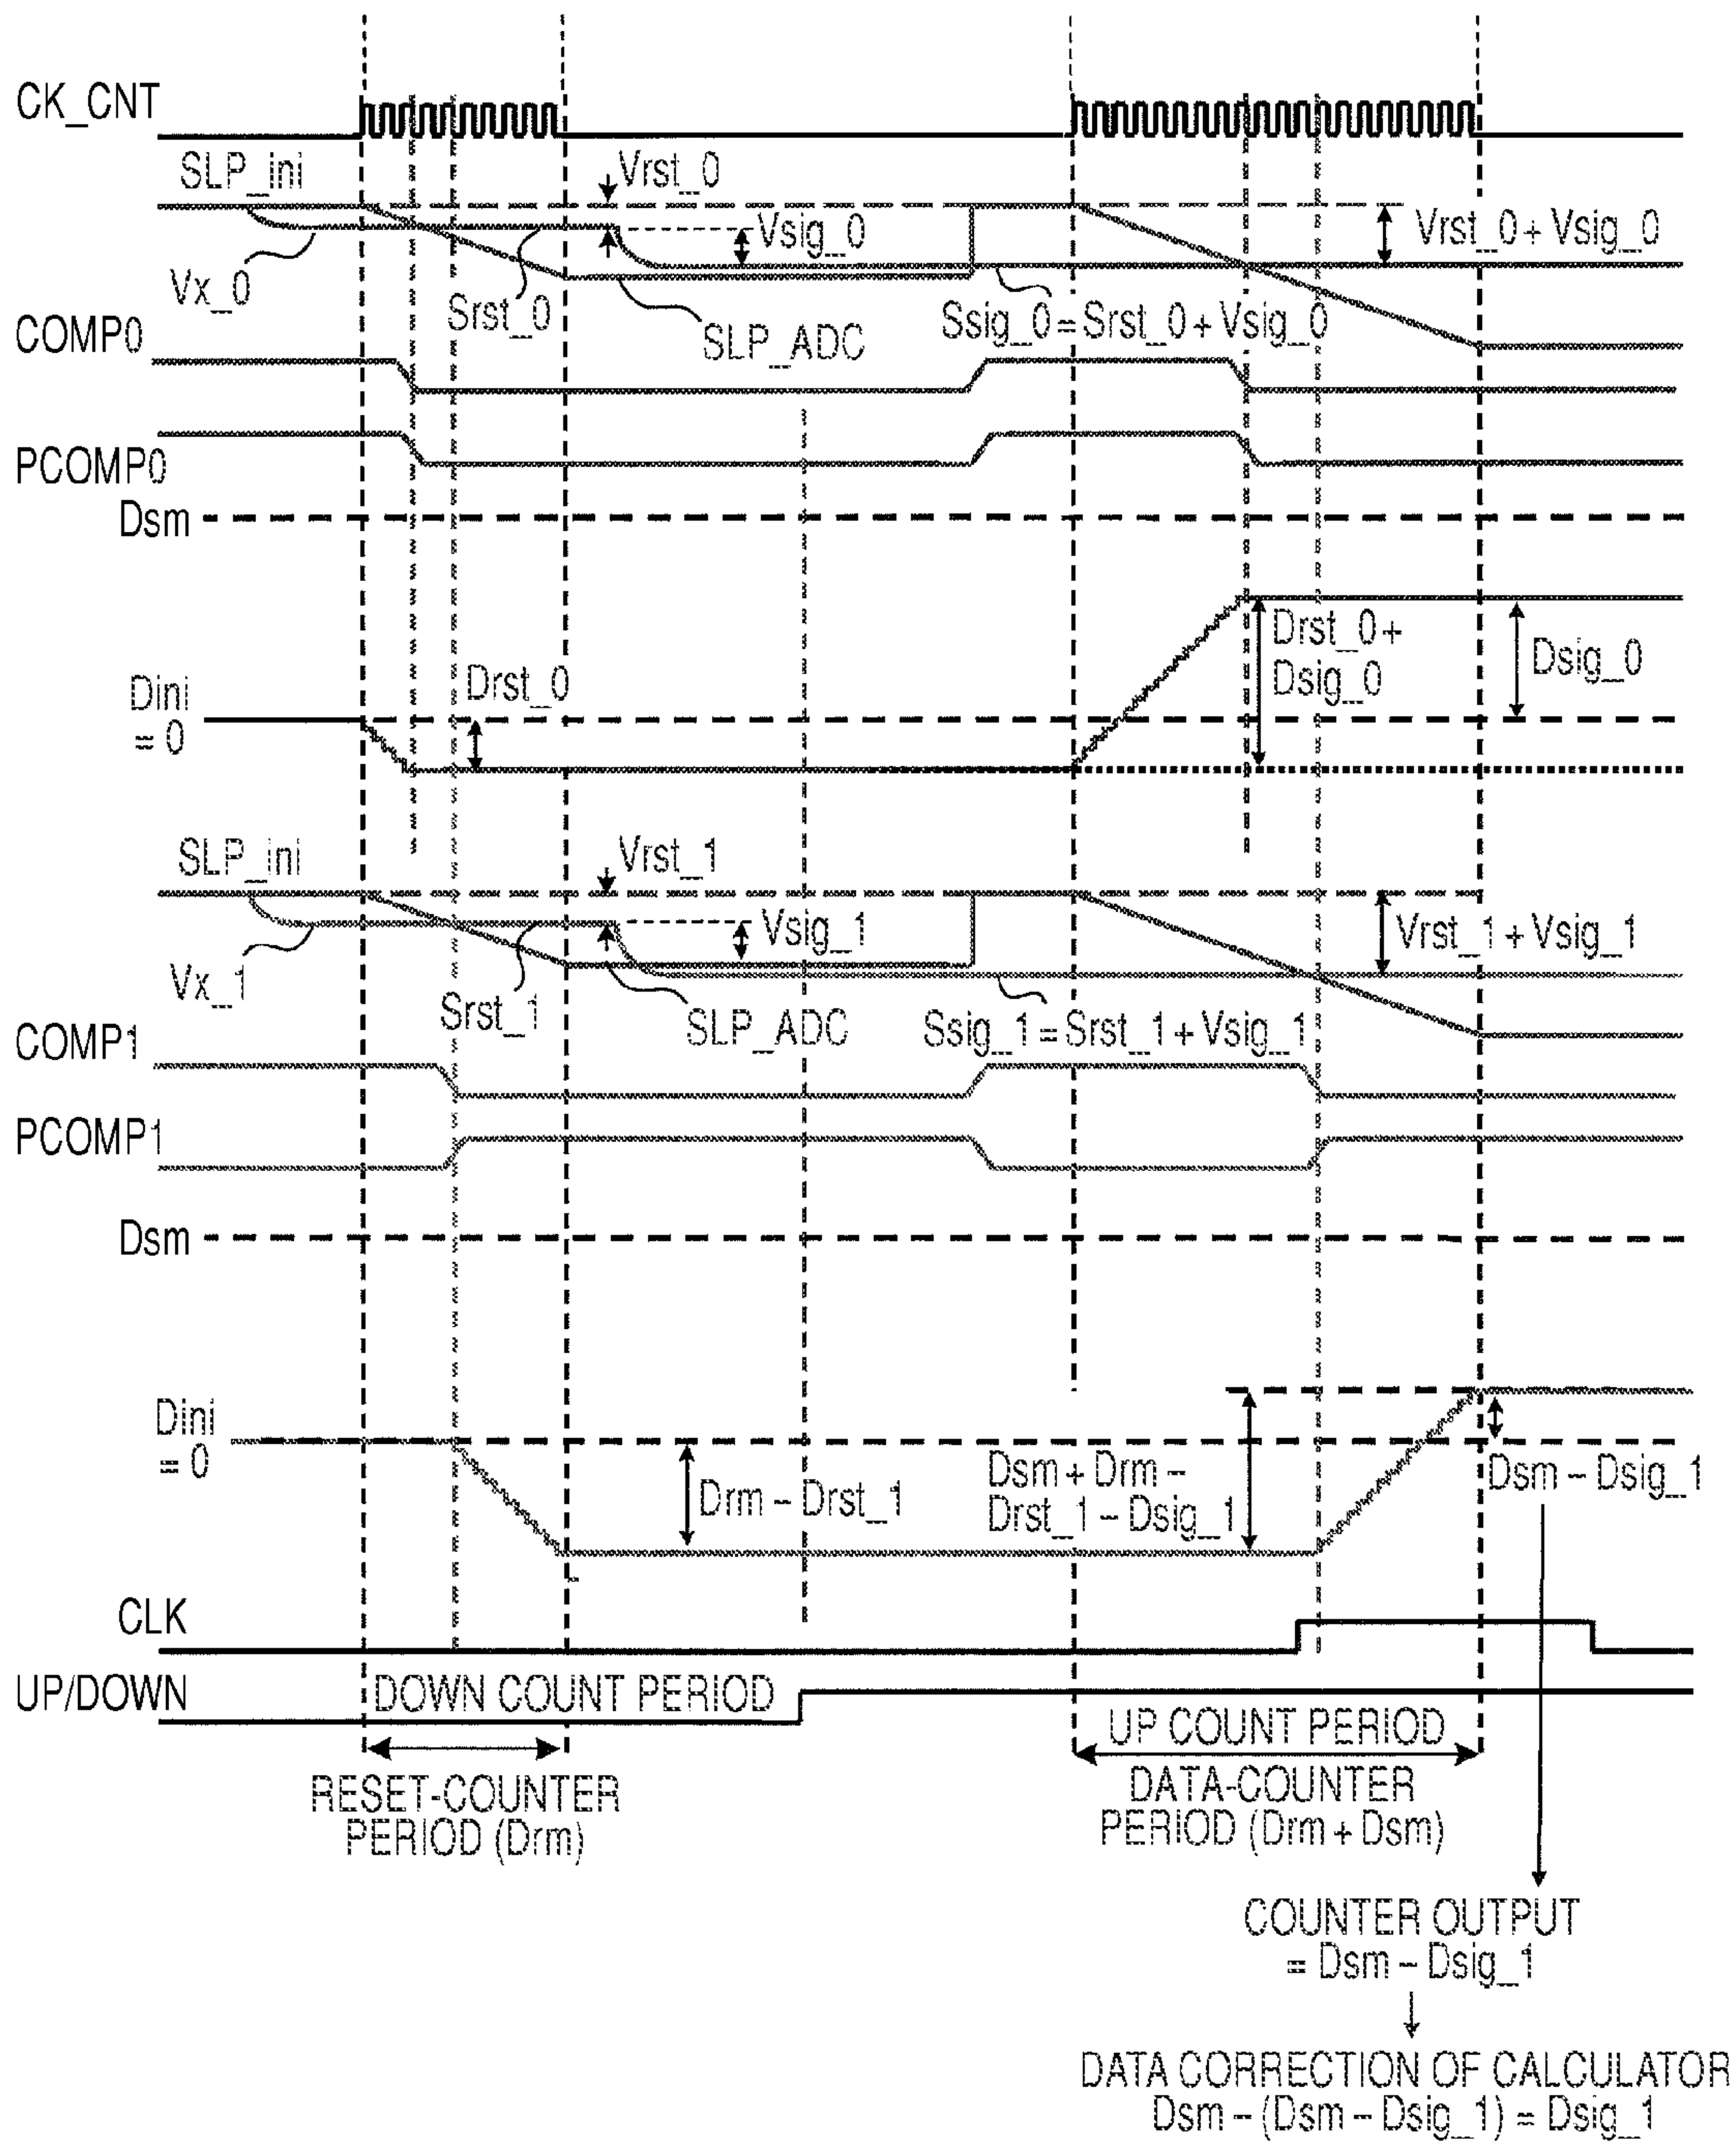 CK_CNT
SLP_ini
Vrst_0
Vsig_0
Vrst_0 + Vsig_0
Vx_0
Srst_0
SLP_ADC
Ssig_0 = Srst_0 + Vsig_0
COMP0
PCOMP0
Dsm
Drst_0 +
Dsig_0
Dsig_0
Drst_0
Dini
= 0
SLP_ini
Vrst_1
Vsig_1
Vrst_1 + Vsig_1
Vx_1
Srst_1
SLP_ADC
Ssig_1 = Srst_1 + Vsig_1
COMP1
PCOMP1
Dsm
Dini
= 0
Drm – Drst_1
Dsm + Drm –
Drst_1 – Dsig_1
Dsm – Dsig_1
CLK
UP/DOWN
DOWN COUNT PERIOD
UP COUNT PERIOD
RESET-COUNTER
PERIOD (Drm)
DATA-COUNTER
PERIOD (Drm + Dsm)
COUNTER OUTPUT
= Dsm – Dsig_1
DATA CORRECTION OF CALCULATOR
Dsm – (Dsm – Dsig_1) = Dsig_1